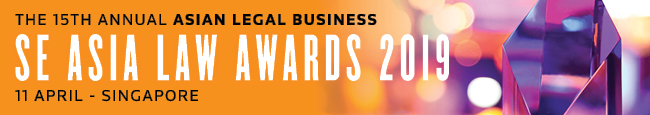 THE 15TH ANNUAL ASIAN LEGAL BUSINESS
SE ASIA LAW AWARDS 2019
11 APRIL - SINGAPORE